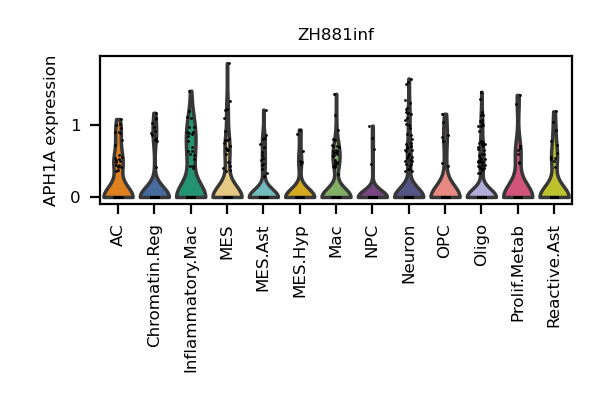 ZH881inf
APH1A expression
1
0
AC
Chromatin.Reg
Inflammatory.Mac
MES
MES.Ast
MES.Hyp
Mac
NPC
Neuron
OPC
Oligo
Prolif.Metab
Reactive.Ast